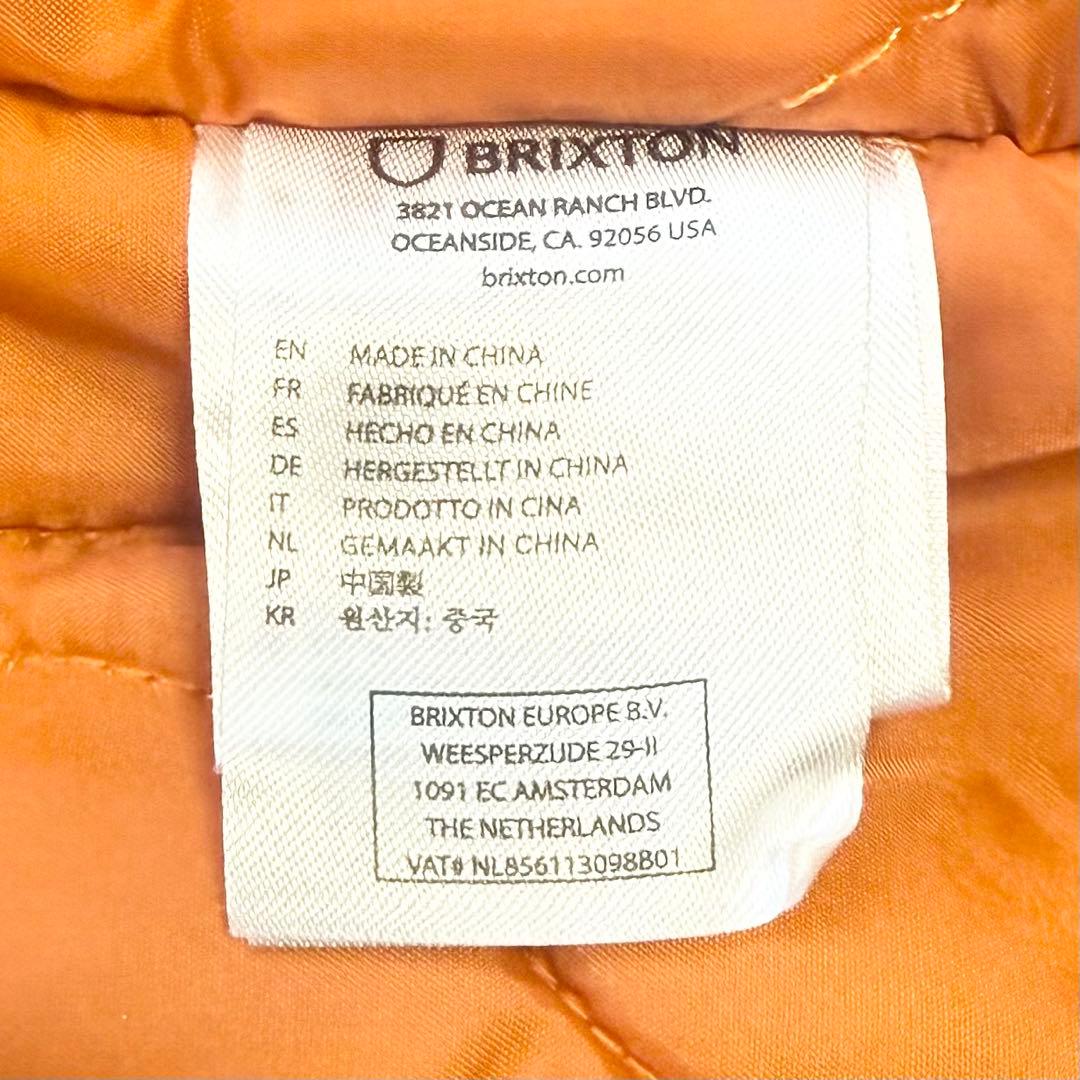 BRIXTON
3821 OCEAN RANCH BLVD.
OCEANSIDE, CA. 92056 USA
brixton.com
EN MADE IN CHINA
FR FABRIQUÉ EN CHINE
ES HECHO EN CHINA
DE HERGESTELLT IN CHINA
IT PRODOTTO IN CINA
NL GEMAAKT IN CHINA
JP 中国製
KR 원산지: 중국
BRIXTON EUROPE B.V.
WEESPERZIJDE 29-II
1091 EC AMSTERDAM
THE NETHERLANDS
VAT# NL856113098B01